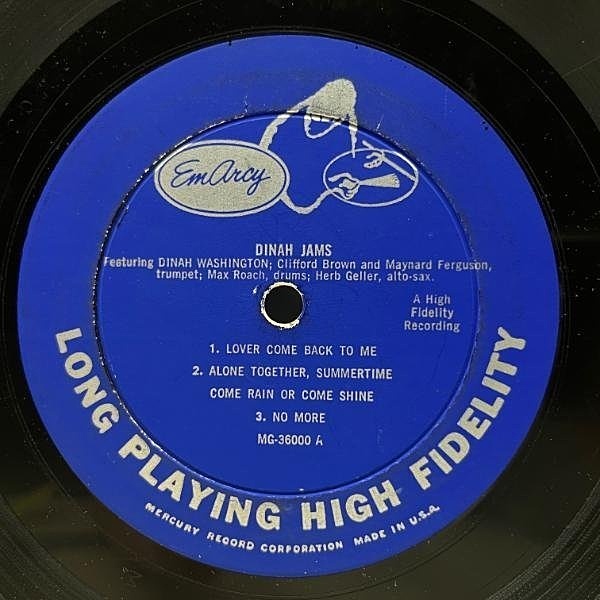 EmArcy
DINAH JAMS
Featuring DINAH WASHINGTON; Clifford Brown and Maynard Ferguson,
trumpet; Max Roach, drums; Herb Geller, alto-sax.
A High
Fidelity
Recording
1. LOVER COME BACK TO ME
2. ALONE TOGETHER, SUMMERTIME
COME RAIN OR COME SHINE
3. NO MORE
MG-36000 A
LONG PLAYING HIGH FIDELITY
MERCURY RECORD CORPORATION MADE IN U.S.A.